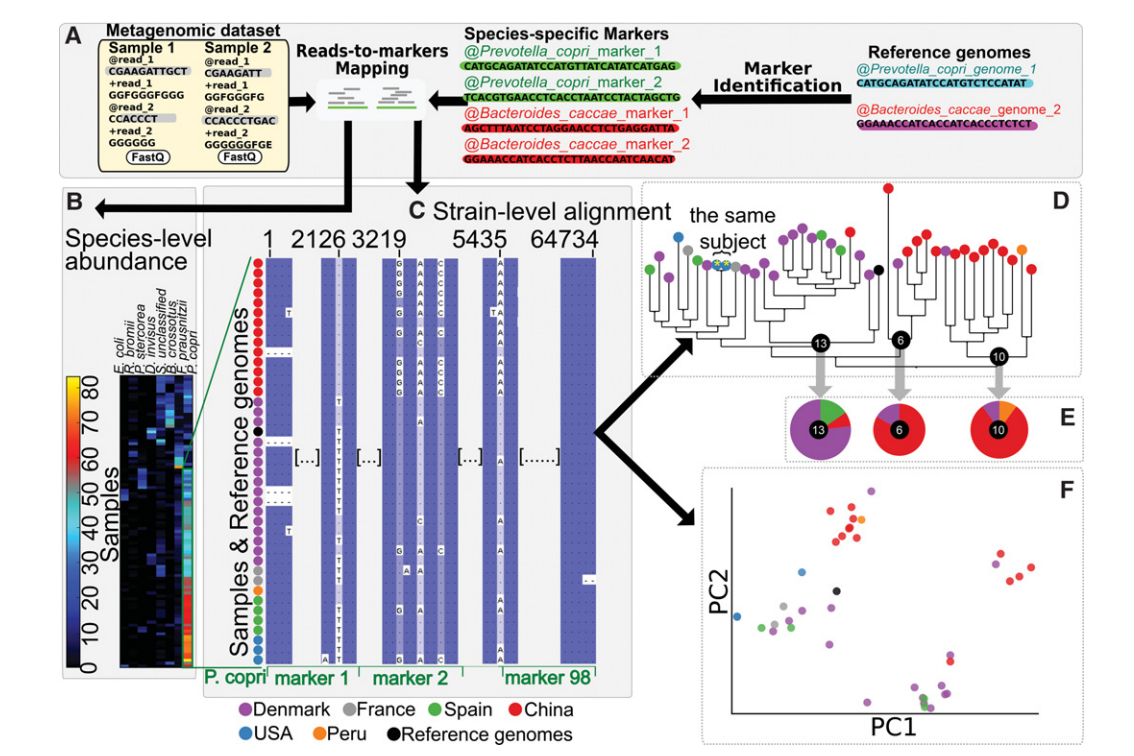 A
Metagenomic dataset
Sample 1
@read_1
CGAAGATTGCT
+read_1
GGFGGGFGGG
@read_2
CCACCCT
+read_2
GGGGGG
FastQ
Sample 2
@read_1
CGAAGATT
+read_1
GGFGGGFG
@read_2
CCACCCTGAC
+read_2
GGGGGGFGE
FastQ
Reads-to-markers
Mapping
Species-specific Markers
@Prevotella_copri_marker_1
CATGCAGATATCCATGTTATCATATCATGAG
@Prevotella_copri_marker_2
TCACGTGAACCTCACCTAATCCTACTAGCTG
@Bacteroides_caccae_marker_1
AGCTTTAATCCTAGGAACCTCTGAGGATTA
@Bacteroides_caccae_marker_2
GGAAACCATCACCTCTTAACCAATCAACAT
Marker
Identification
Reference genomes
@Prevotella_copri_genome_1
CATGCAGATATCCATGTCTCCATAT
@Bacteroides_caccae_genome_2
GGAAACCATCACCATCACCCTCTCT
B
Species-level
abundance
E. coli
R. bromii
P. stercorea
D. invisus
S. unclassified
B. crossotus
F. prausnitzii
P. copri
80
70
60
50
40
30
20
10
0
Samples
C Strain-level alignment
1 2126 3219 5435 64734
Samples & Reference genomes
[...] [...] [...] [......]
P. copri marker 1 marker 2 marker 98
Denmark France Spain China
USA Peru Reference genomes
D
the same
subject
13
6
10
E
13
6
10
F
PC2
PC1